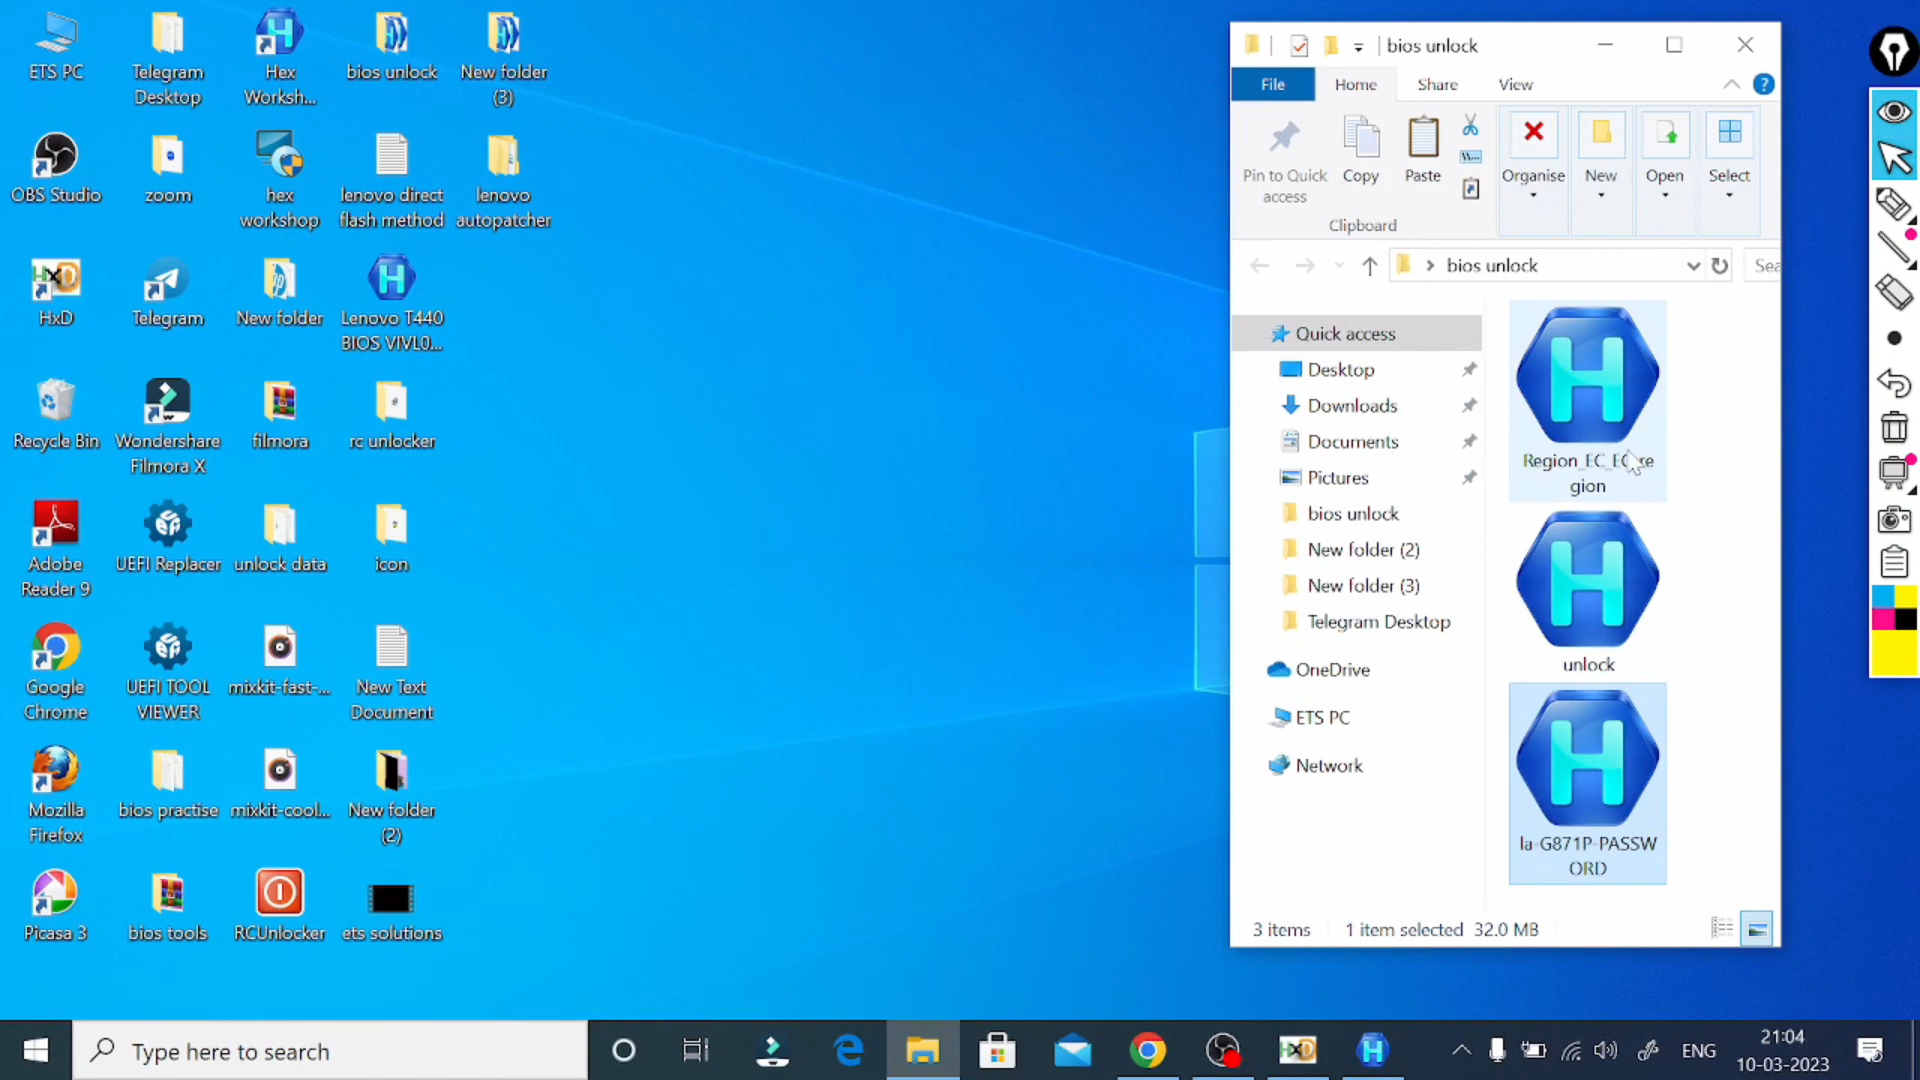 ETS PC
Telegram
Desktop
Hex
Worksh...
bios unlock
New folder
(3)
OBS Studio
zoom
hex
workshop
lenovo direct
flash method
lenovo
autopatcher
HxD
Telegram
New folder
Lenovo T440
BIOS VIVL0...
Recycle Bin
Wondershare
Filmora X
filmora
rc unlocker
Adobe
Reader 9
UEFI Replacer
unlock data
icon
Google
Chrome
UEFI TOOL
VIEWER
mixkit-fast-...
New Text
Document
Mozilla
Firefox
bios practise
mixkit-cool...
New folder
(2)
Picasa 3
bios tools
RCUnlocker
ets solutions
bios unlock
File
Home
Share
View
Pin to Quick
access
Copy
Paste
Organise
New
Open
Select
Clipboard
bios unlock
Sea
Quick access
Desktop
Downloads
Documents
Pictures
bios unlock
New folder (2)
New folder (3)
Telegram Desktop
OneDrive
ETS PC
Network
Region_EC_EC re
gion
unlock
la-G871P-PASSW
ORD
3 items
1 item selected 32.0 MB
Type here to search
ENG
21:04
10-03-2023